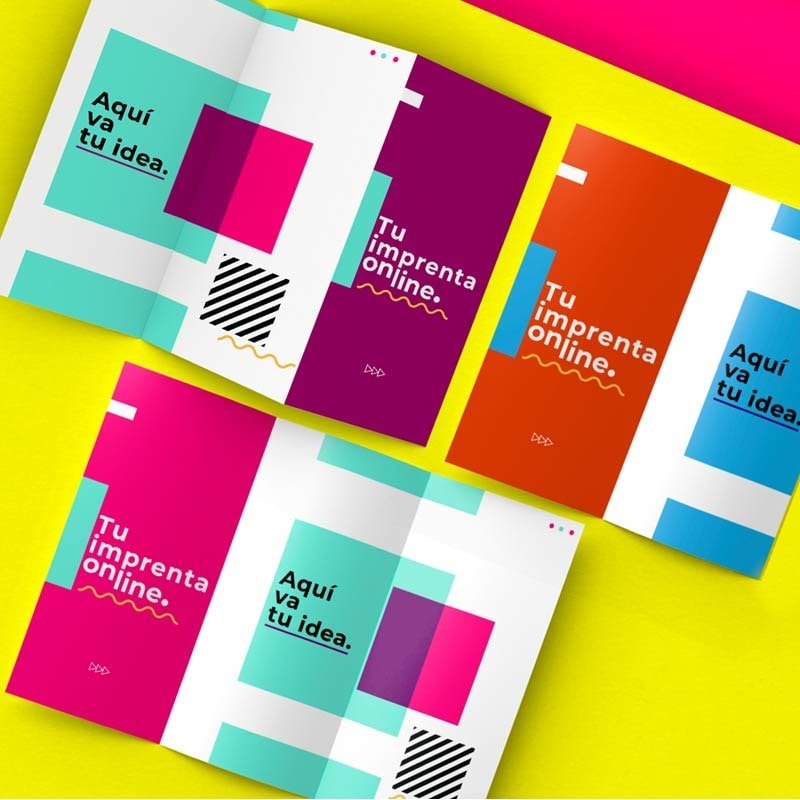 Aquí
va
tu idea.
Tu
imprenta
online.
Tu
imprenta
online.
Aquí
va
tu idea.
Tu
imprenta
online.
Aquí
va
tu idea.